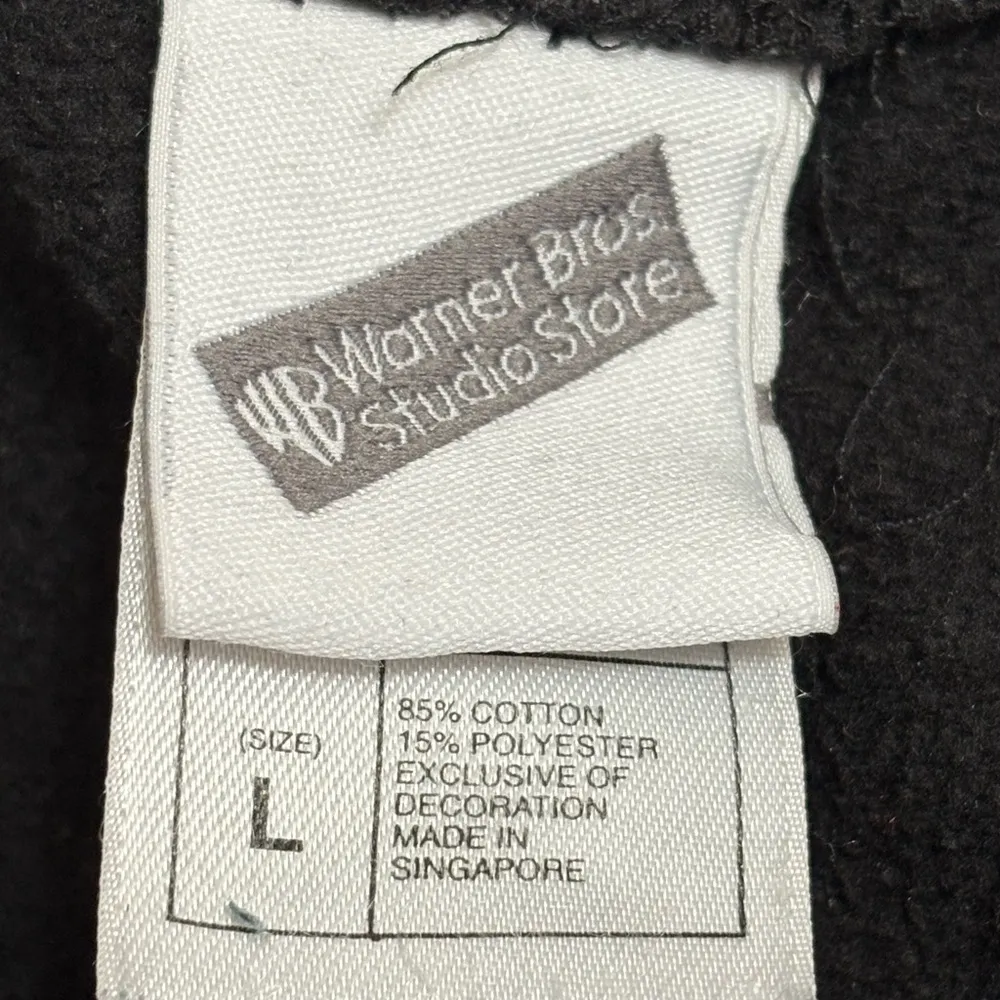 WB Warner Bros.
Studio Store
(SIZE)
L
85% COTTON
15% POLYESTER
EXCLUSIVE OF
DECORATION
MADE IN
SINGAPORE